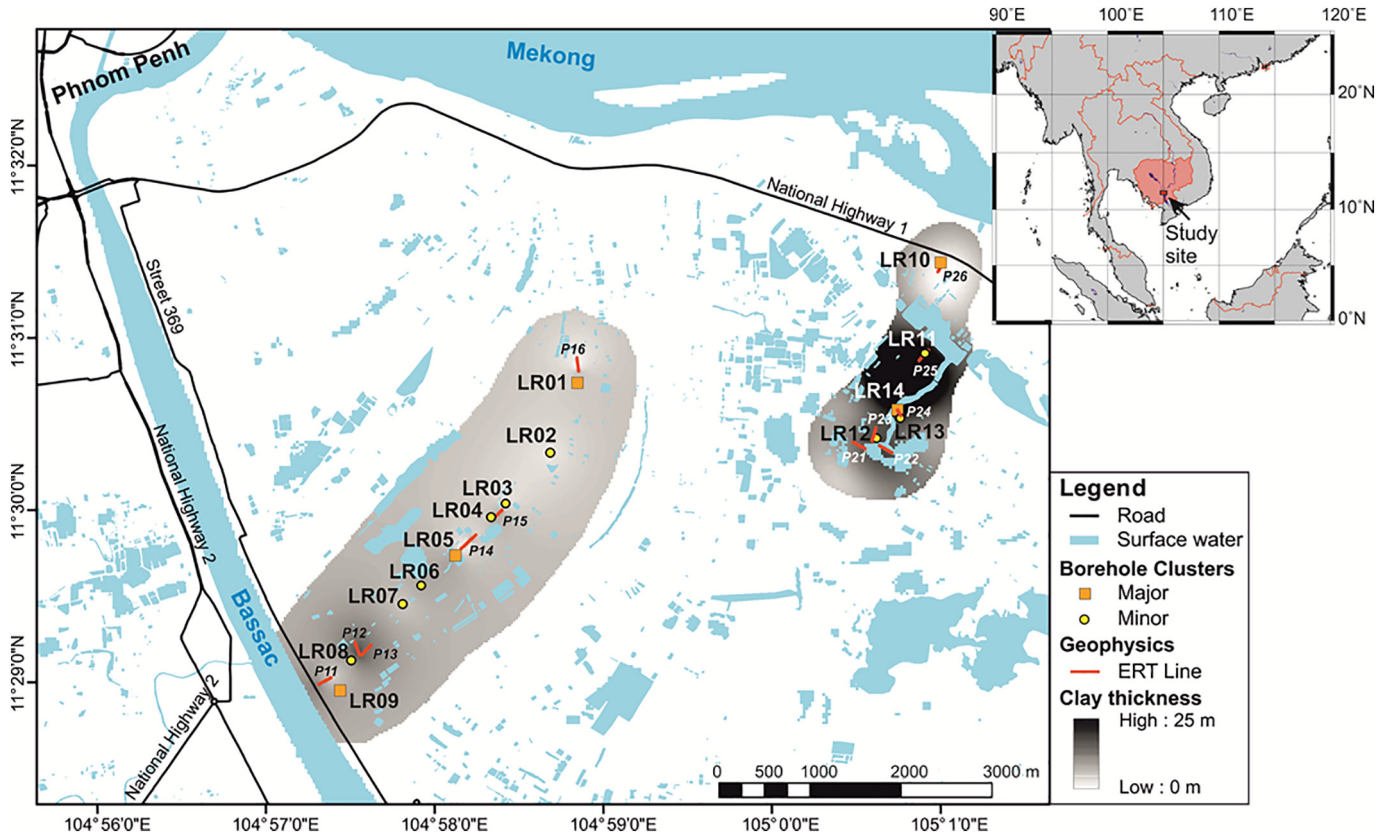 90°E 100°E 110°E 120°E
Phnom Penh
Mekong
20°N
10°N
0°N
Study
site
11°32'0"N
11°31'0"N
11°30'0"N
11°29'0"N
National Highway 1
Street 369
National Highway 2
Bassac
National Highway 2
LR10
P26
LR11
P25
LR14
P23
P24
LR12
LR13
P21
P22
P16
LR01
LR02
LR03
LR04
P15
LR05
P14
LR06
LR07
P12
LR08
P13
P11
LR09
Legend
Road
Surface water
Borehole Clusters
Major
Minor
Geophysics
ERT Line
Clay thickness
High : 25 m
Low : 0 m
0 500 1000 2000 3000 m
104°56'0"E 104°57'0"E 104°58'0"E 104°59'0"E 105°0'0"E 105°1'0"E